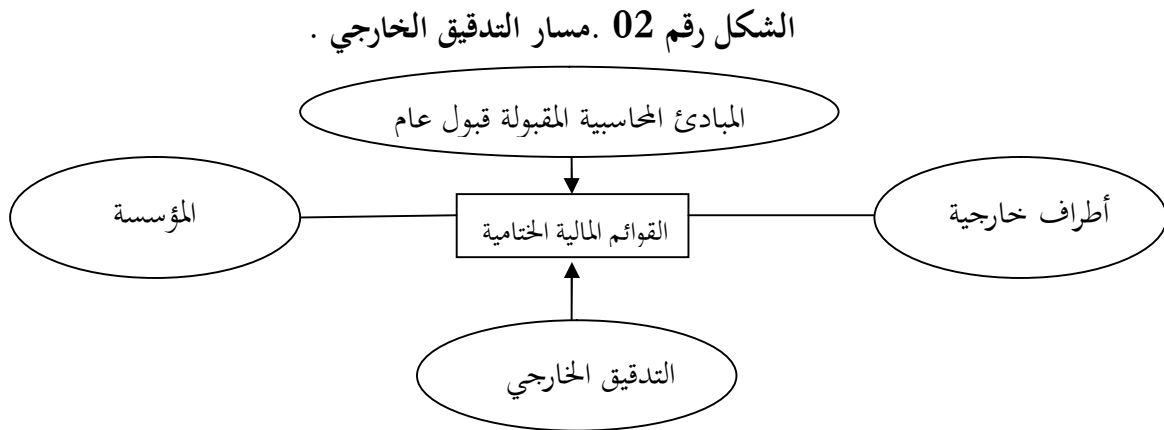 الشكل رقم 02 .مسار التدقيق الخارجي .
المبادئ المحاسبية المقبولة قبول عام
أطراف خارجية
القوائم المالية الختامية
المؤسسة
التدقيق الخارجي